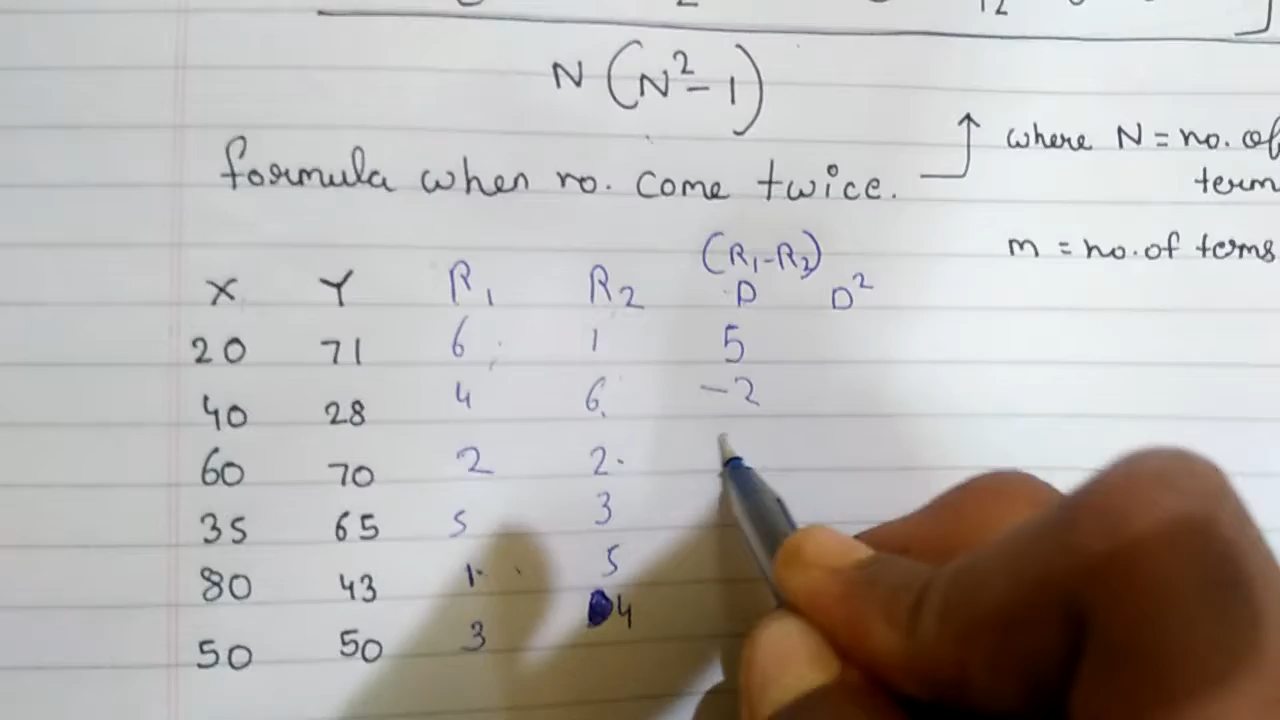 12
N (N² - 1)
formula when no. come twice.
where N = no. of
term
m = no. of terms
(R₁-R₂)
X Y R₁ R₂ D D²
20 71 6 1 5
40 28 4 6 -2
60 70 2 2
35 65 5 3
80 43 1 5
50 50 3 4